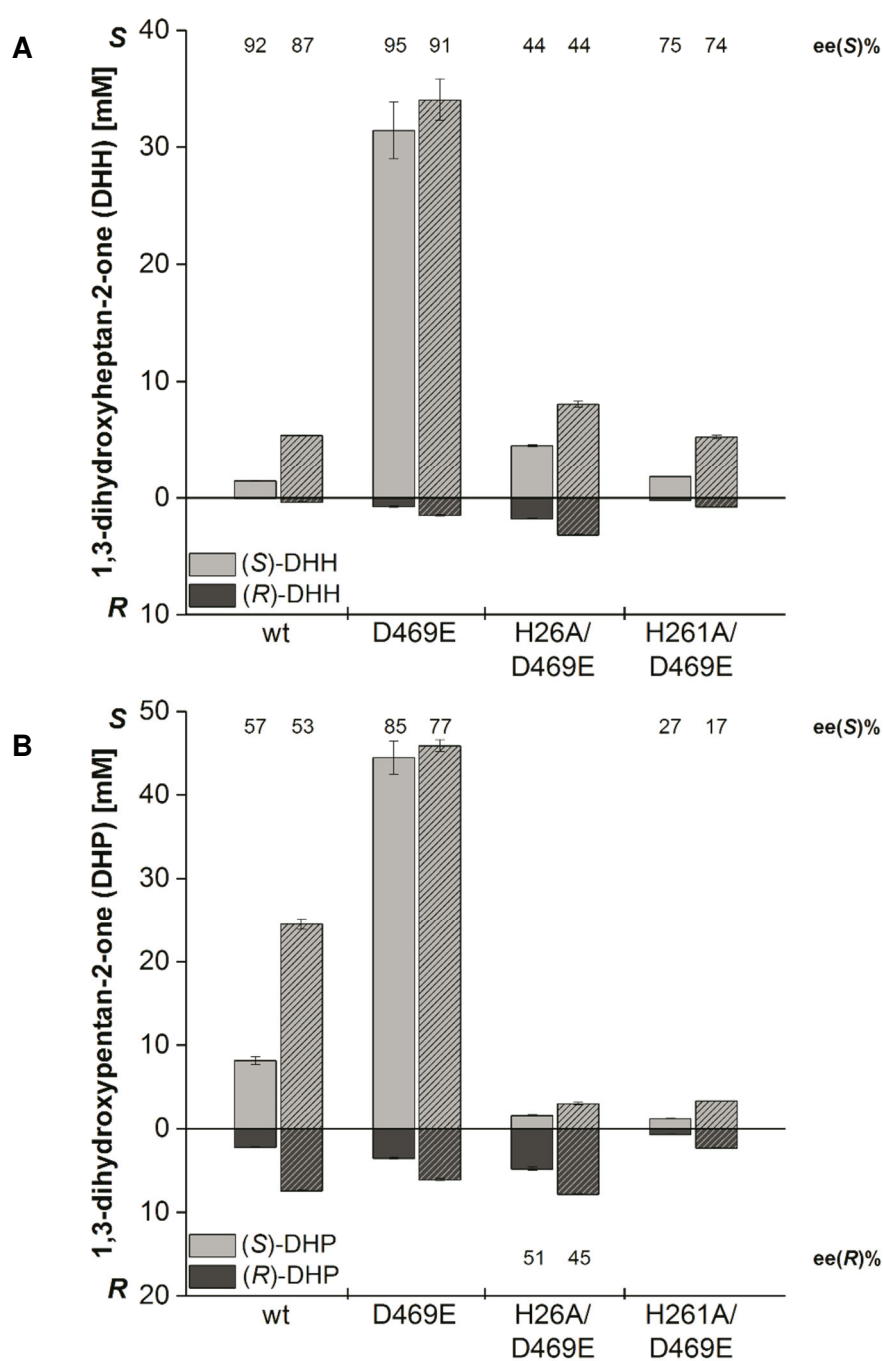 A
1,3-dihydroxyheptan-2-one (DHH) [mM]
S
R
40
30
20
10
0
10
92 87 95 91 44 44 75 74 ee(S)%
(S)-DHH
(R)-DHH
wt D469E H26A/ H261A/
D469E D469E
B
1,3-dihydroxypentan-2-one (DHP) [mM]
S
R
50
40
30
20
10
0
10
20
57 53 85 77 27 17 ee(S)%
(S)-DHP
(R)-DHP
51 45 ee(R)%
wt D469E H26A/ H261A/
D469E D469E